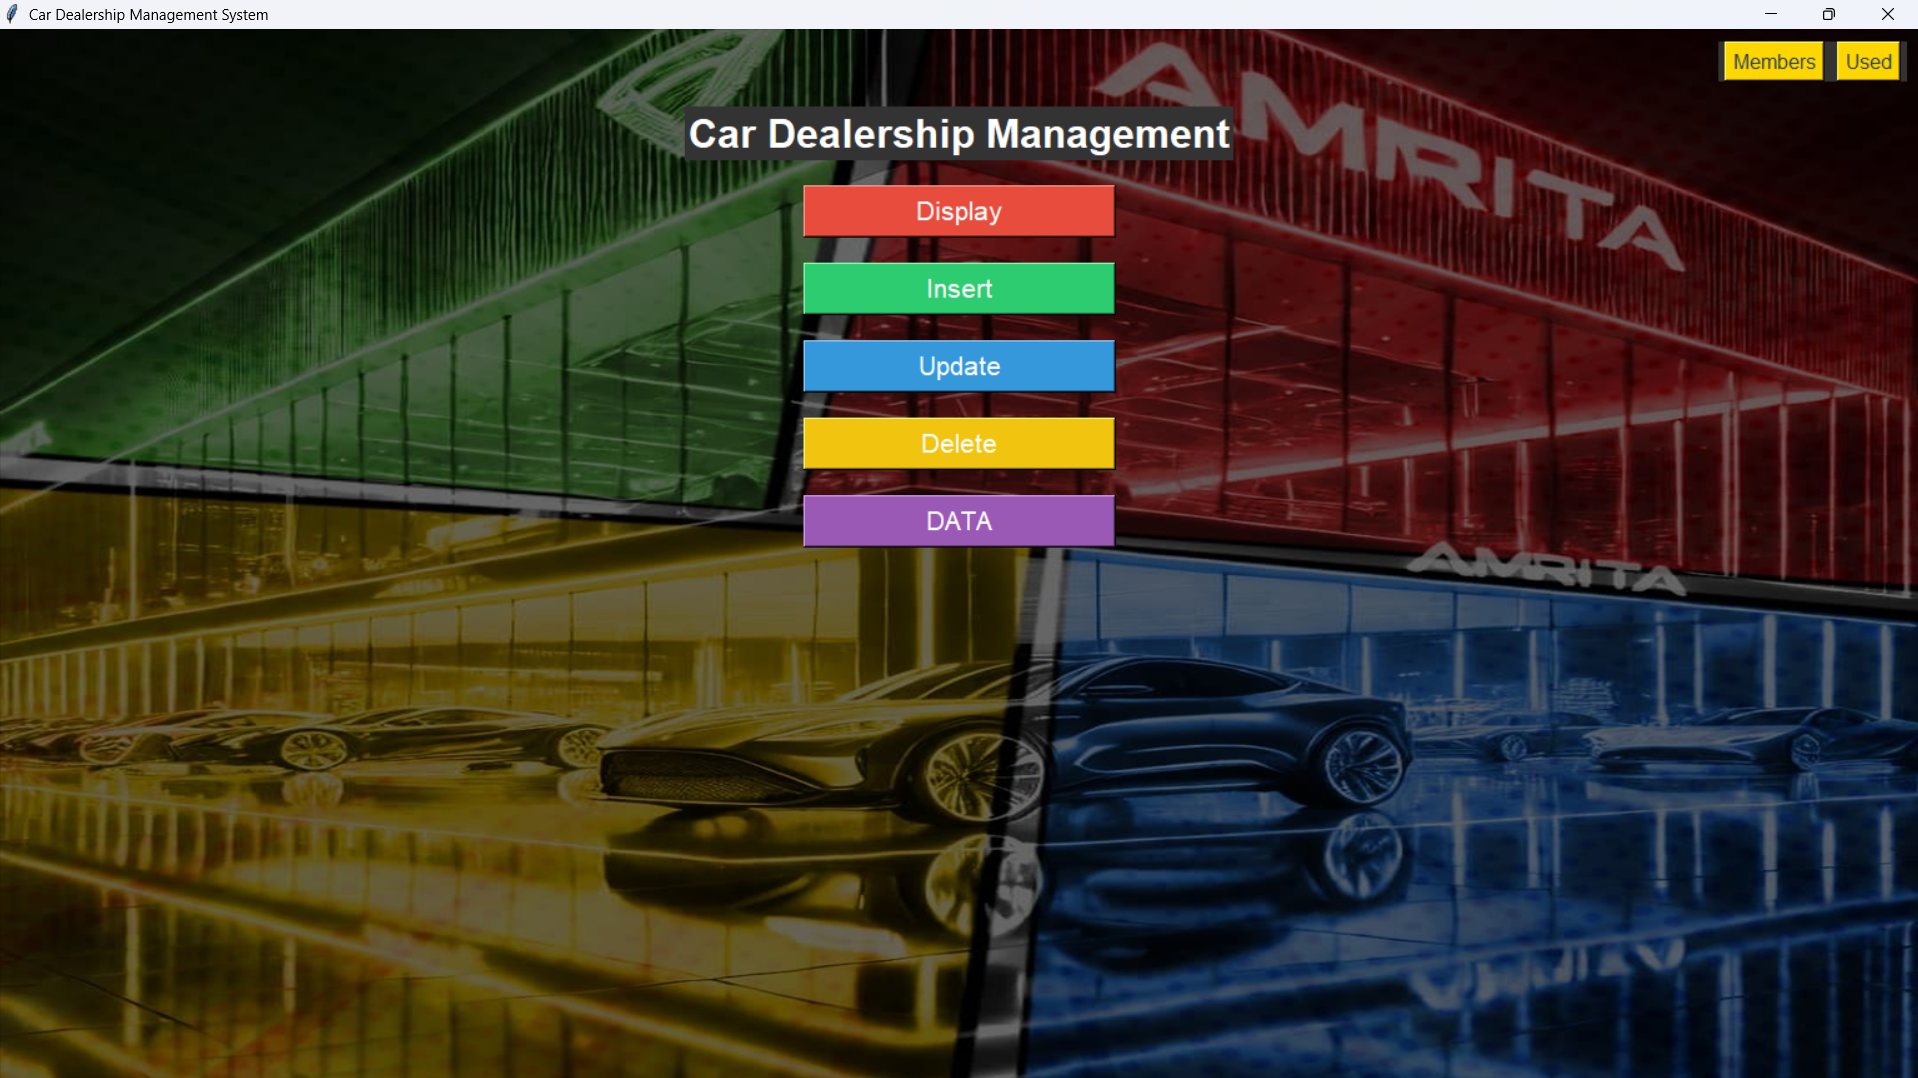 Car Dealership Management System
Members Used
AMRITA
Car Dealership Management
Display
Insert
Update
Delete
DATA
AMRITA